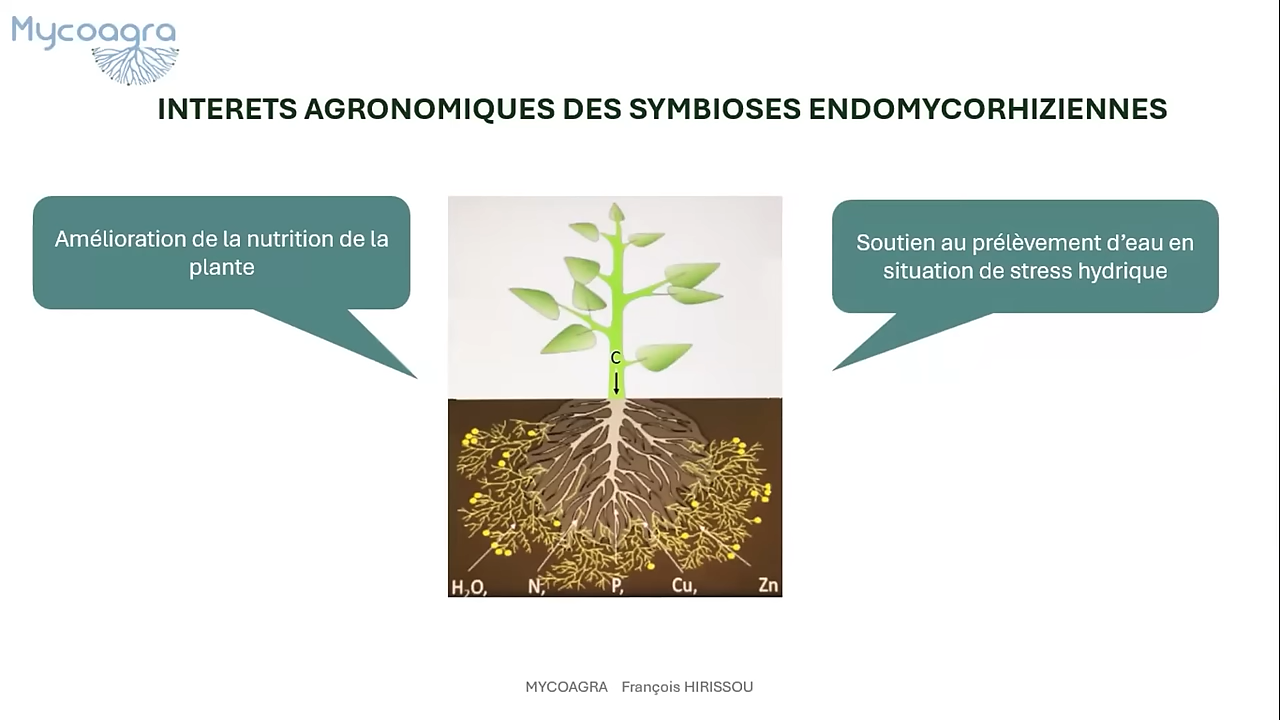 Mycoagra
INTERETS AGRONOMIQUES DES SYMBIOSES ENDOMYCORHIZIENNES
Amélioration de la nutrition de la
plante
Soutien au prélèvement d’eau en
situation de stress hydrique
C
H₂O, N, P, Cu, Zn
MYCOAGRA François HIRISSOU